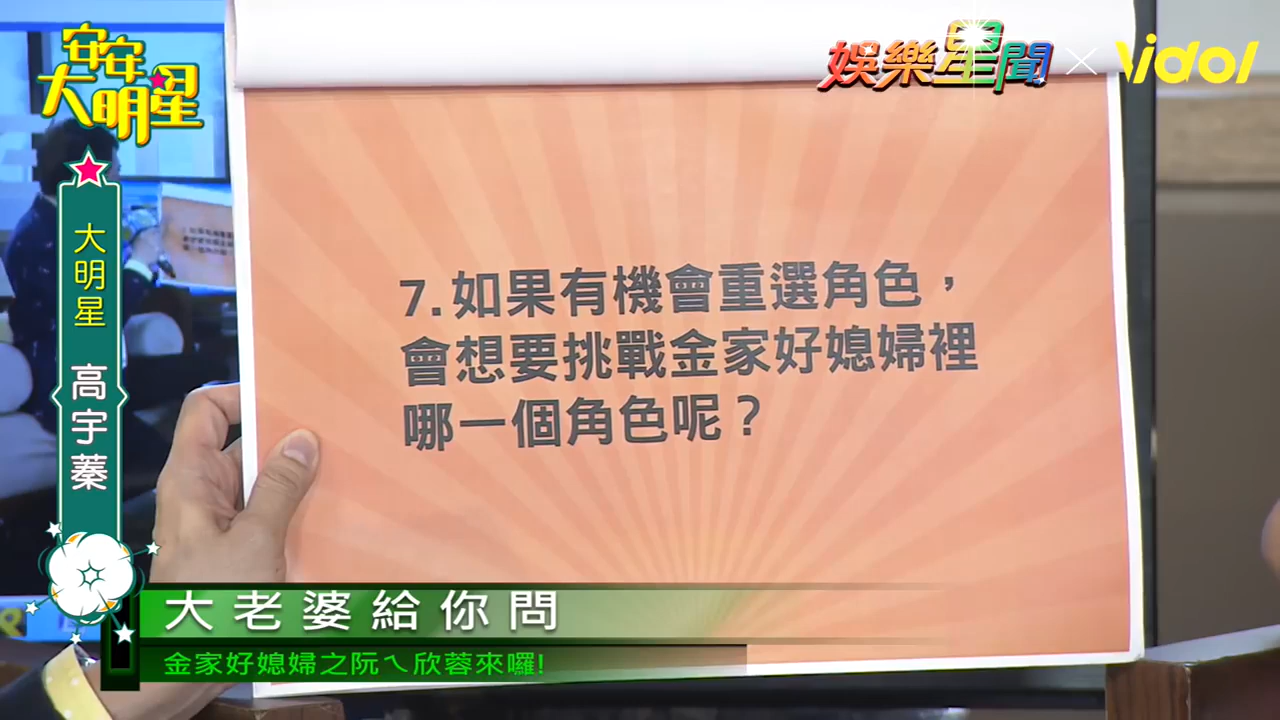 安安
大明星
娛樂星聞 × Vidol
大明星 高宇蓁
7.如果有機會重選角色，
會想要挑戰金家好媳婦裡
哪一個角色呢？
大老婆給你問
金家好媳婦之阮ㄟ欣蓉來囉!